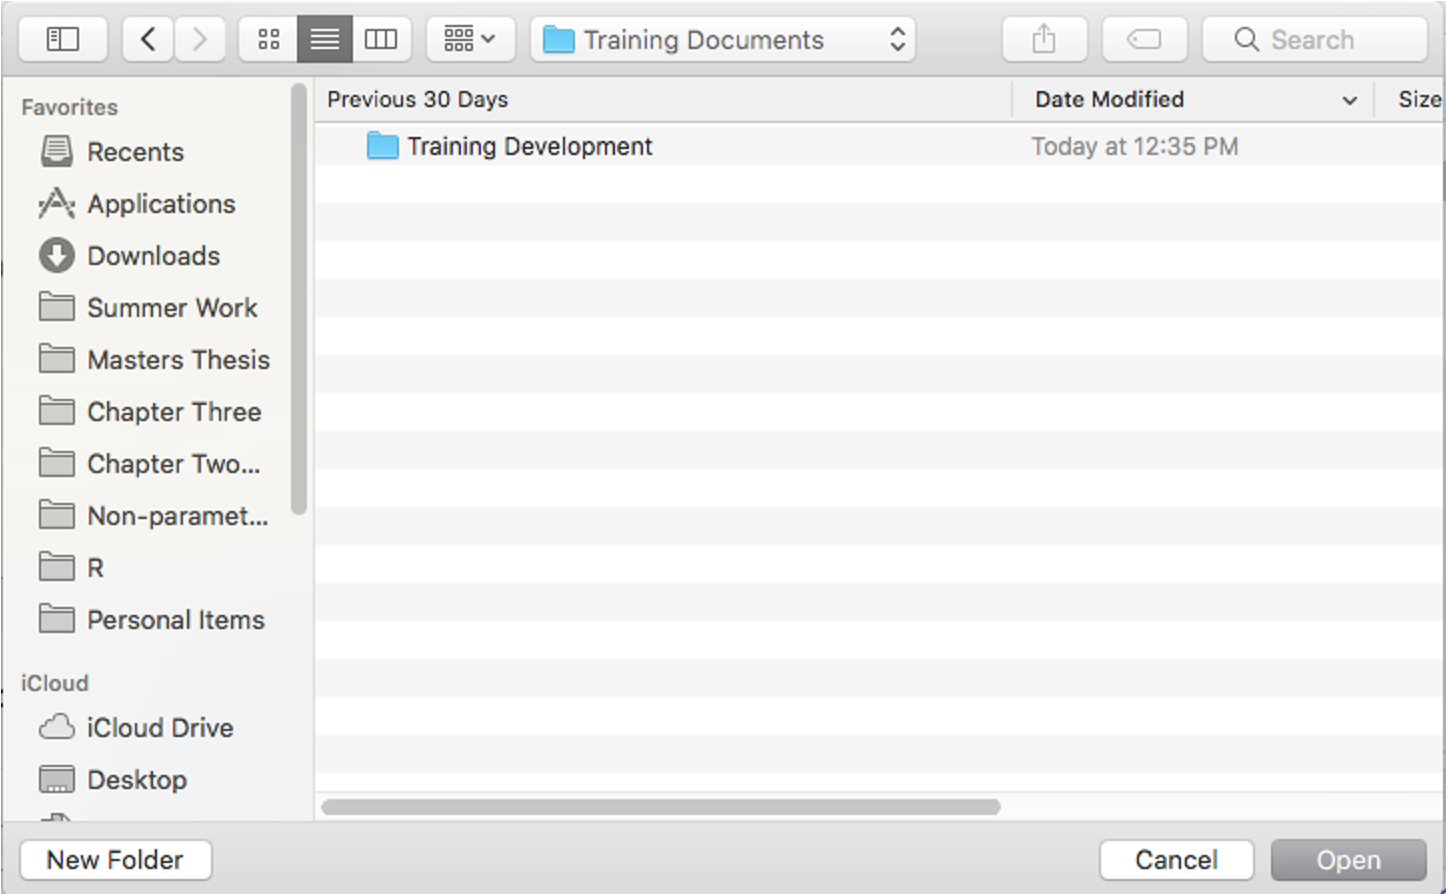 Training Documents
Search
Favorites
Recents
Applications
Downloads
Summer Work
Masters Thesis
Chapter Three
Chapter Two...
Non-paramet...
R
Personal Items
iCloud
iCloud Drive
Desktop
Previous 30 Days
Date Modified
Size
Training Development
Today at 12:35 PM
New Folder
Cancel
Open